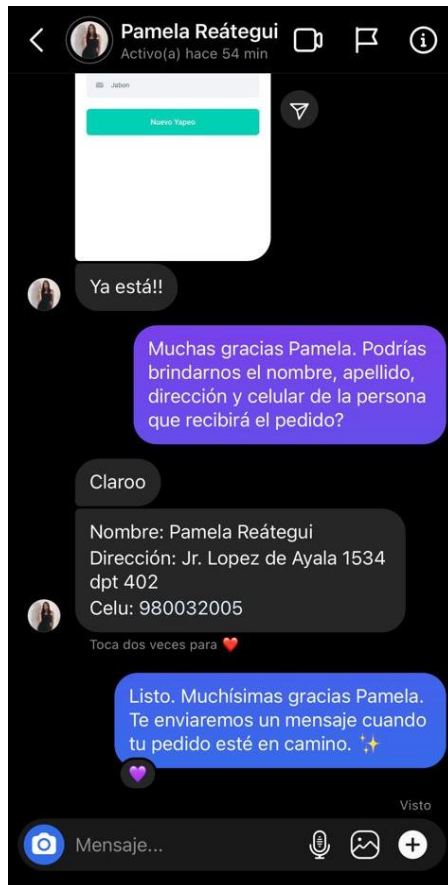 Pamela Reátegui
Activo(a) hace 54 min
Jabon
Nuevo Yapeo
Ya está!!
Muchas gracias Pamela. Podrías
brindarnos el nombre, apellido,
dirección y celular de la persona
que recibirá el pedido?
Claroo
Nombre: Pamela Reátegui
Dirección: Jr. Lopez de Ayala 1534
dpt 402
Celu: 980032005
Toca dos veces para ❤️
Listo. Muchísimas gracias Pamela.
Te enviaremos un mensaje cuando
tu pedido esté en camino. ✨
Visto
Mensaje...